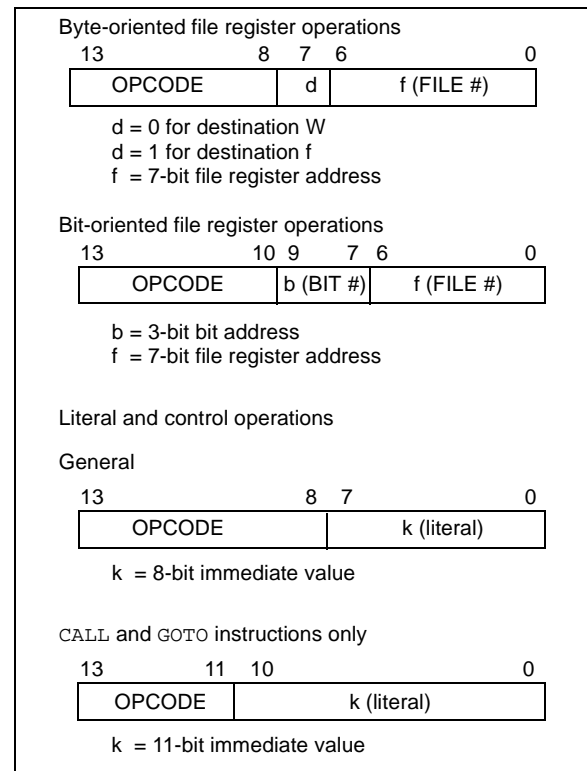 Byte-oriented file register operations
13 8 7 6 0
OPCODE d f (FILE #)
d = 0 for destination W
d = 1 for destination f
f = 7-bit file register address
Bit-oriented file register operations
13 10 9 7 6 0
OPCODE b (BIT #) f (FILE #)
b = 3-bit bit address
f = 7-bit file register address
Literal and control operations
General
13 8 7 0
OPCODE k (literal)
k = 8-bit immediate value
CALL and GOTO instructions only
13 11 10 0
OPCODE k (literal)
k = 11-bit immediate value